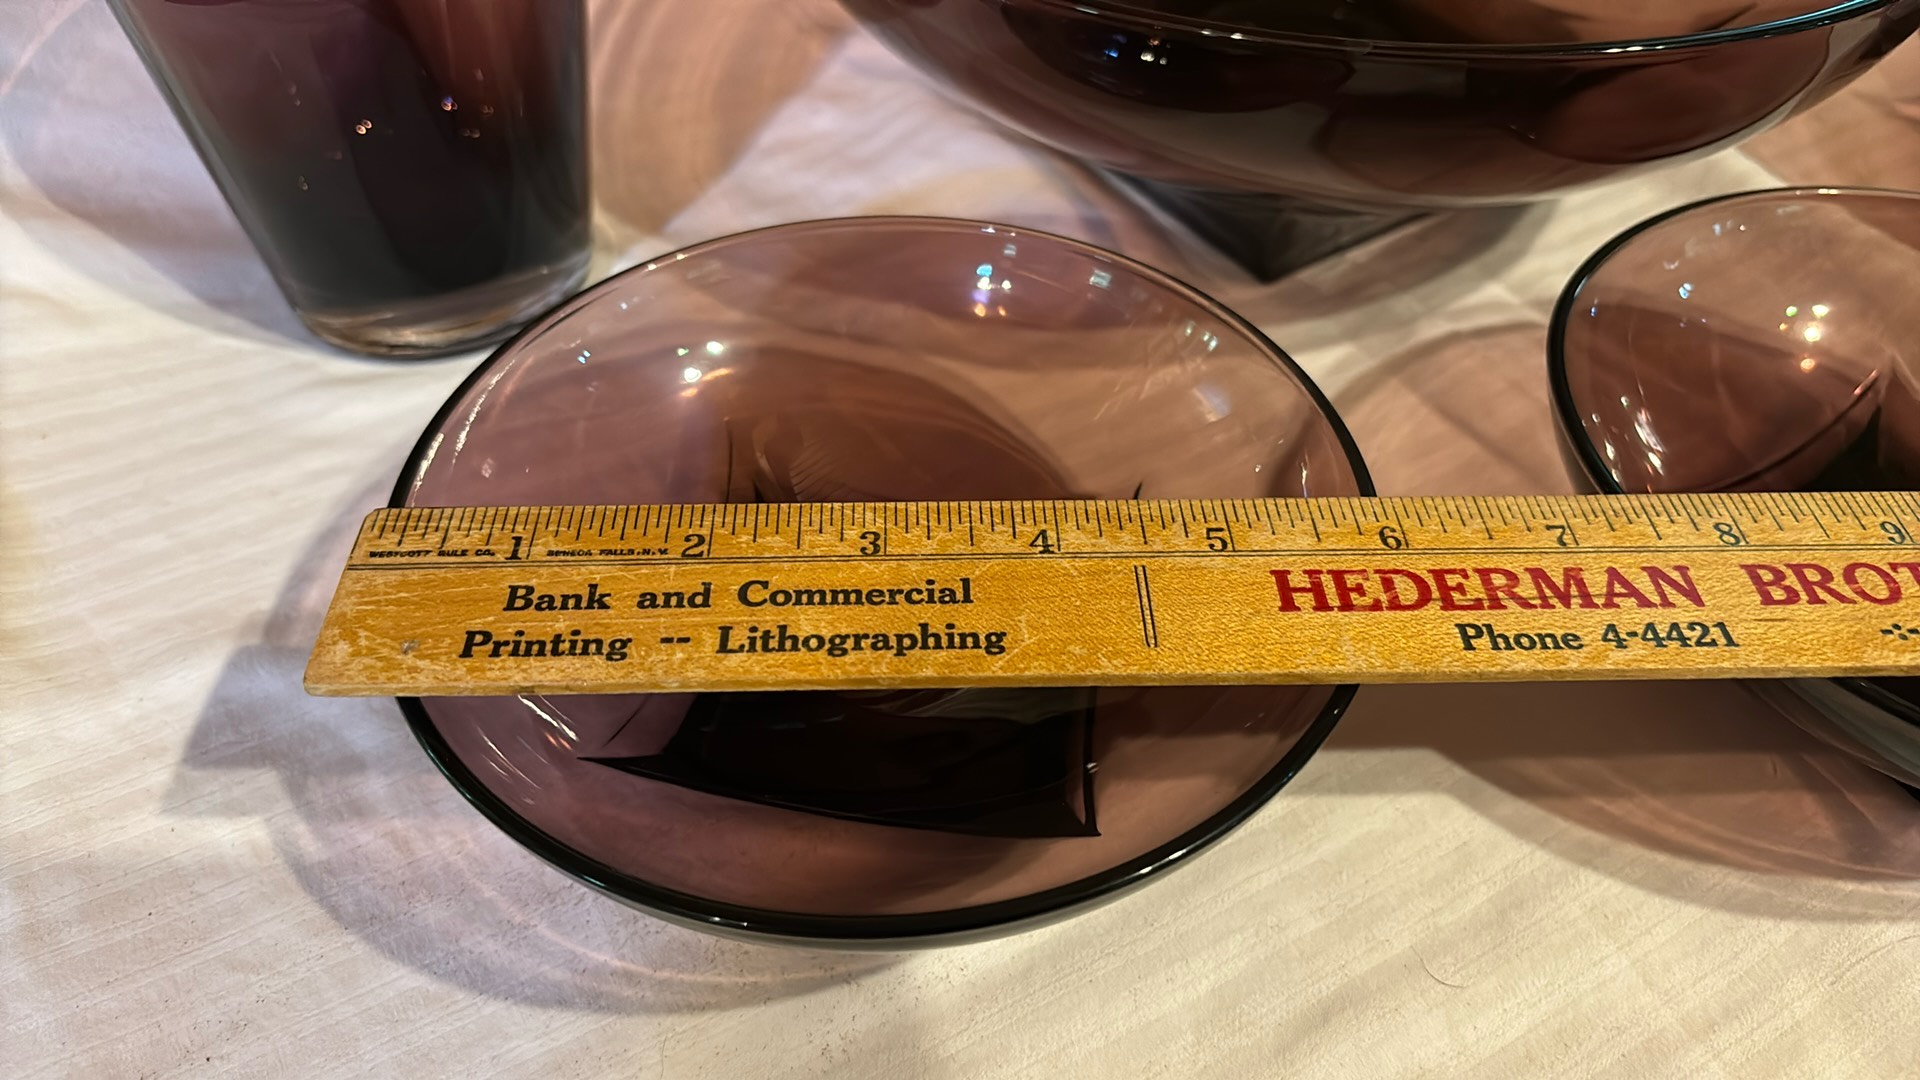 1 2 3 4 5 6 7 8 9
WESTCOTT RULE CO. SENECA FALLS, N.Y.
Bank and Commercial
Printing -- Lithographing
HEDERMAN BROT
Phone 4-4421 -:-